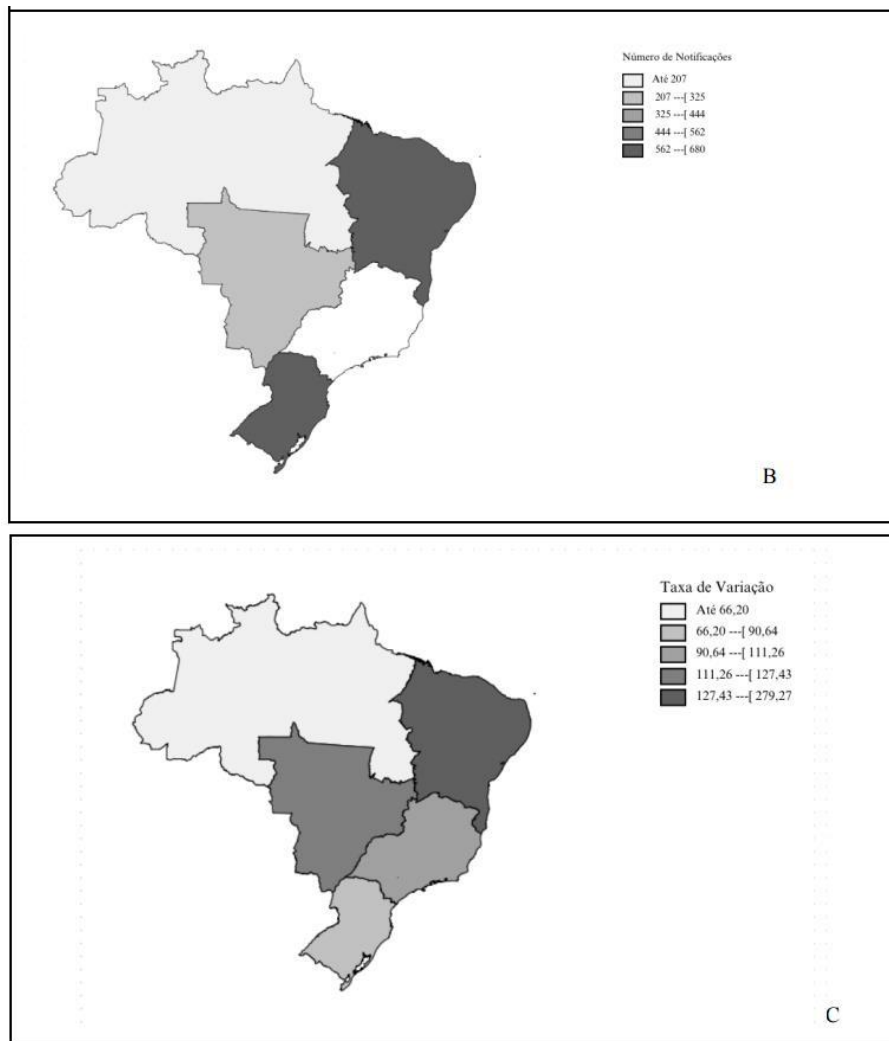 Número de Notificações
Até 207
207 ---[ 325
325 ---[ 444
444 ---[ 562
562 ---[ 680
B
Taxa de Variação
Até 66,20
66,20 ---[ 90,64
90,64 ---[ 111,26
111,26 ---[ 127,43
127,43 ---[ 279,27
C